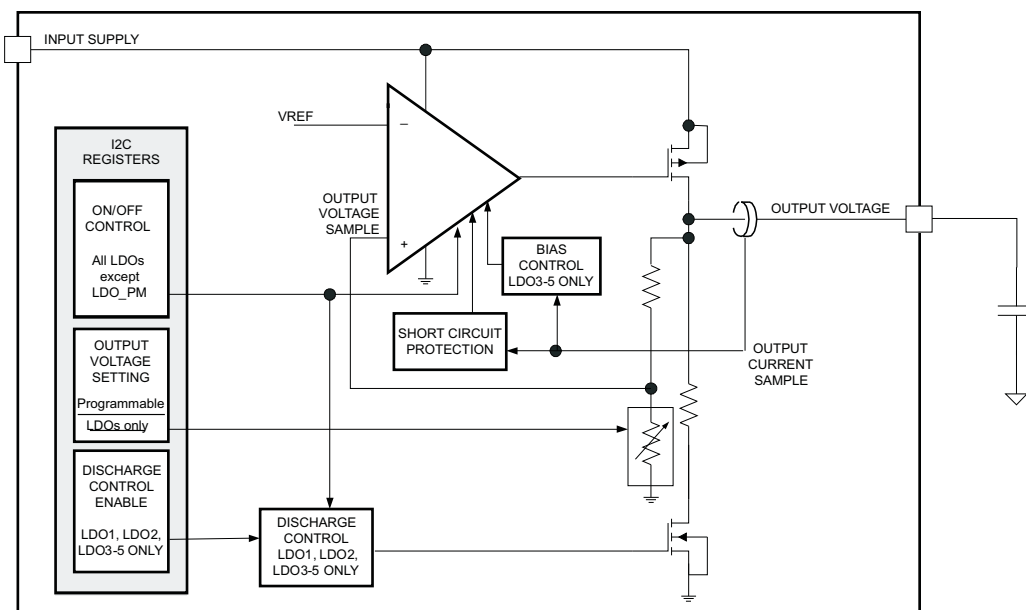 INPUT SUPPLY
VREF
−
I2C
REGISTERS
ON/OFF
CONTROL
All LDOs
except
LDO_PM
OUTPUT
VOLTAGE
SAMPLE
+
OUTPUT VOLTAGE
BIAS
CONTROL
LDO3-5 ONLY
SHORT CIRCUIT
PROTECTION
OUTPUT
CURRENT
SAMPLE
OUTPUT
VOLTAGE
SETTING
Programmable
LDOs only
DISCHARGE
CONTROL
ENABLE
LDO1, LDO2,
LDO3-5 ONLY
DISCHARGE
CONTROL
LDO1, LDO2,
LDO3-5 ONLY